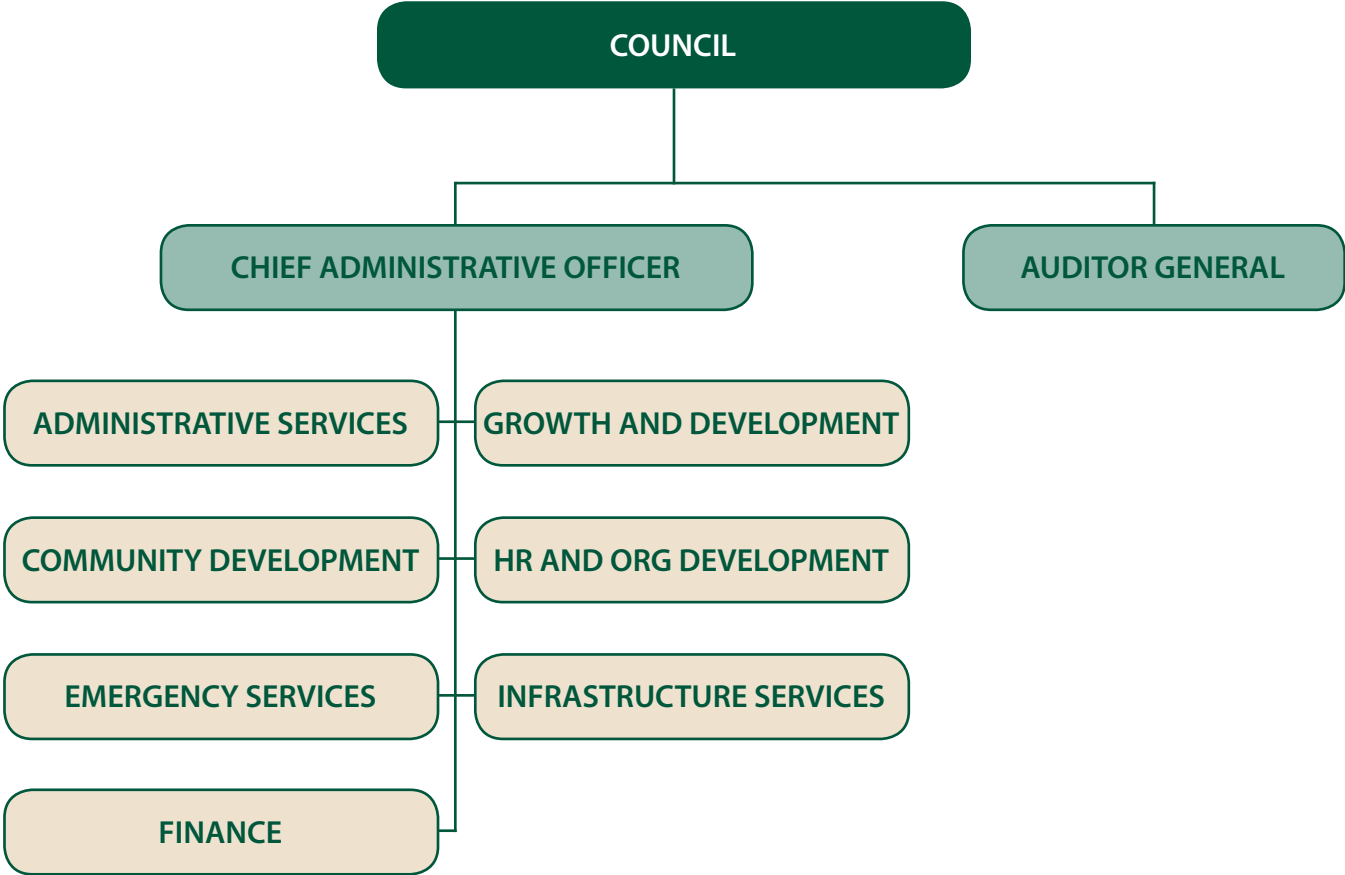 COUNCIL
CHIEF ADMINISTRATIVE OFFICER
AUDITOR GENERAL
ADMINISTRATIVE SERVICES
GROWTH AND DEVELOPMENT
COMMUNITY DEVELOPMENT
HR AND ORG DEVELOPMENT
EMERGENCY SERVICES
INFRASTRUCTURE SERVICES
FINANCE